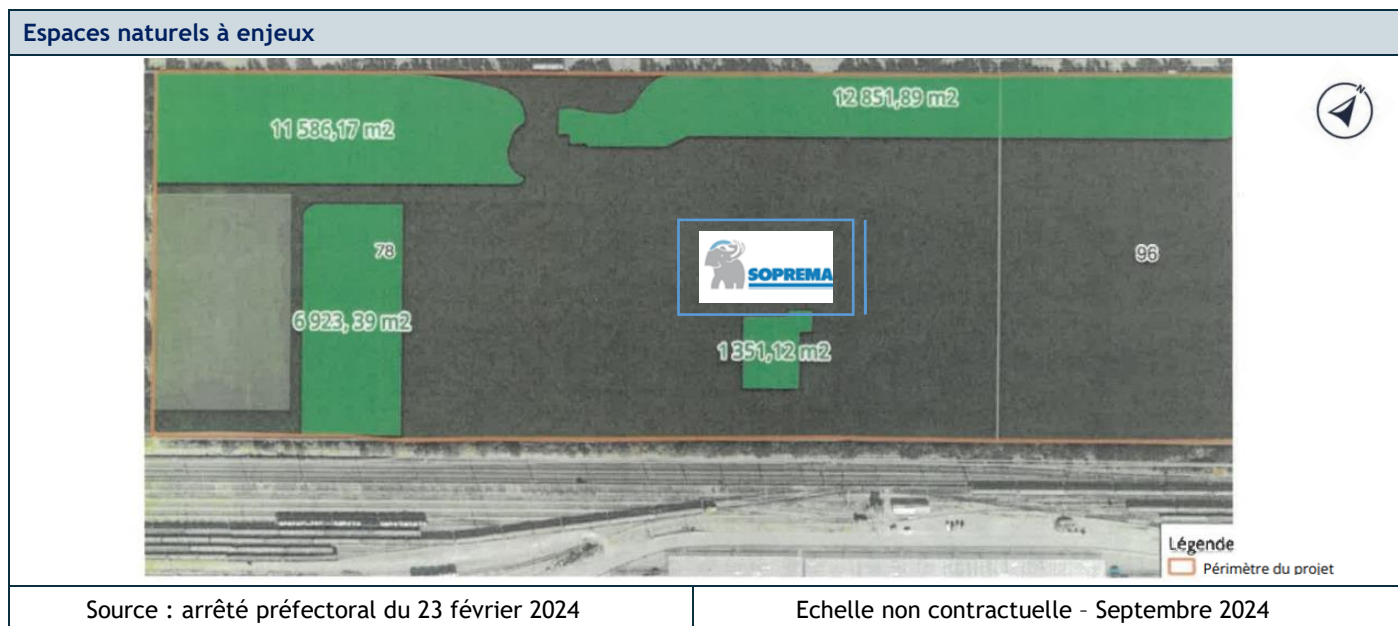 Espaces naturels à enjeux
N
11 586,17 m2
12 851,89 m2
78
SOPREMA
96
6 923, 39 m2
1 351,12 m2
Légende
Périmètre du projet
Source : arrêté préfectoral du 23 février 2024
Echelle non contractuelle – Septembre 2024